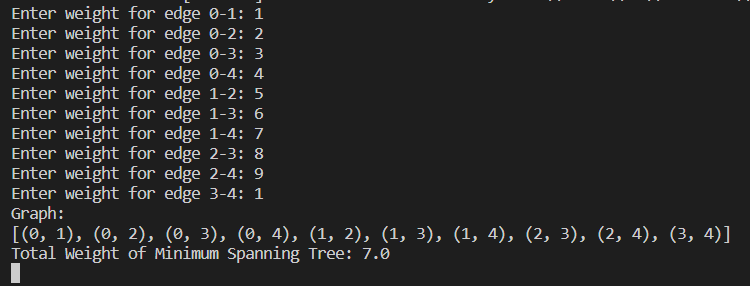 Enter weight for edge 0-1: 1
Enter weight for edge 0-2: 2
Enter weight for edge 0-3: 3
Enter weight for edge 0-4: 4
Enter weight for edge 1-2: 5
Enter weight for edge 1-3: 6
Enter weight for edge 1-4: 7
Enter weight for edge 2-3: 8
Enter weight for edge 2-4: 9
Enter weight for edge 3-4: 1
Graph:
[(0, 1), (0, 2), (0, 3), (0, 4), (1, 2), (1, 3), (1, 4), (2, 3), (2, 4), (3, 4)]
Total Weight of Minimum Spanning Tree: 7.0